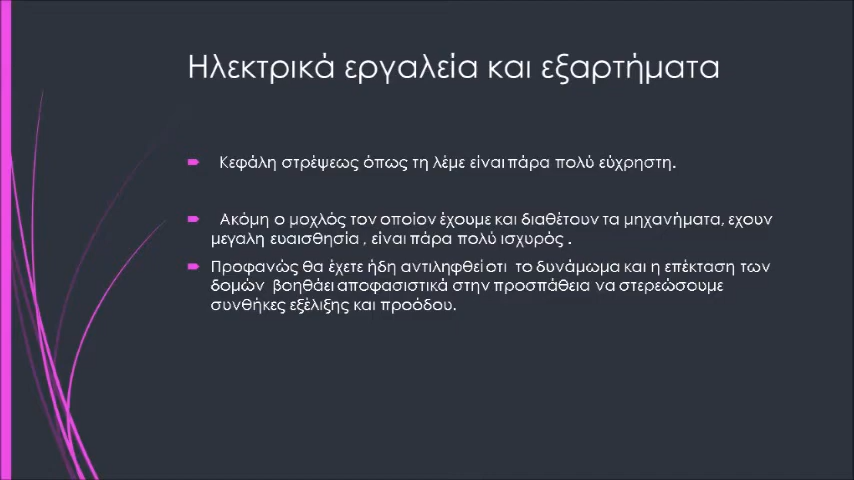 Ηλεκτρικά εργαλεία και εξαρτήματα
Κεφάλη στρέψεως όπως τη λέμε είναι πάρα πολύ εύχρηστη.
Ακόμη ο μοχλός τον οποίον έχουμε και διαθέτουν τα μηχανήματα, εχουν
μεγαλη ευαισθησία , είναι πάρα πολύ ισχυρός .
Προφανώς θα έχετε ήδη αντιληφθεί οτι το δυνάμωμα και η επέκταση των
δομών βοηθάει αποφασιστικά στην προσπάθεια να στερεώσουμε
συνθήκες εξέλιξης και προόδου.